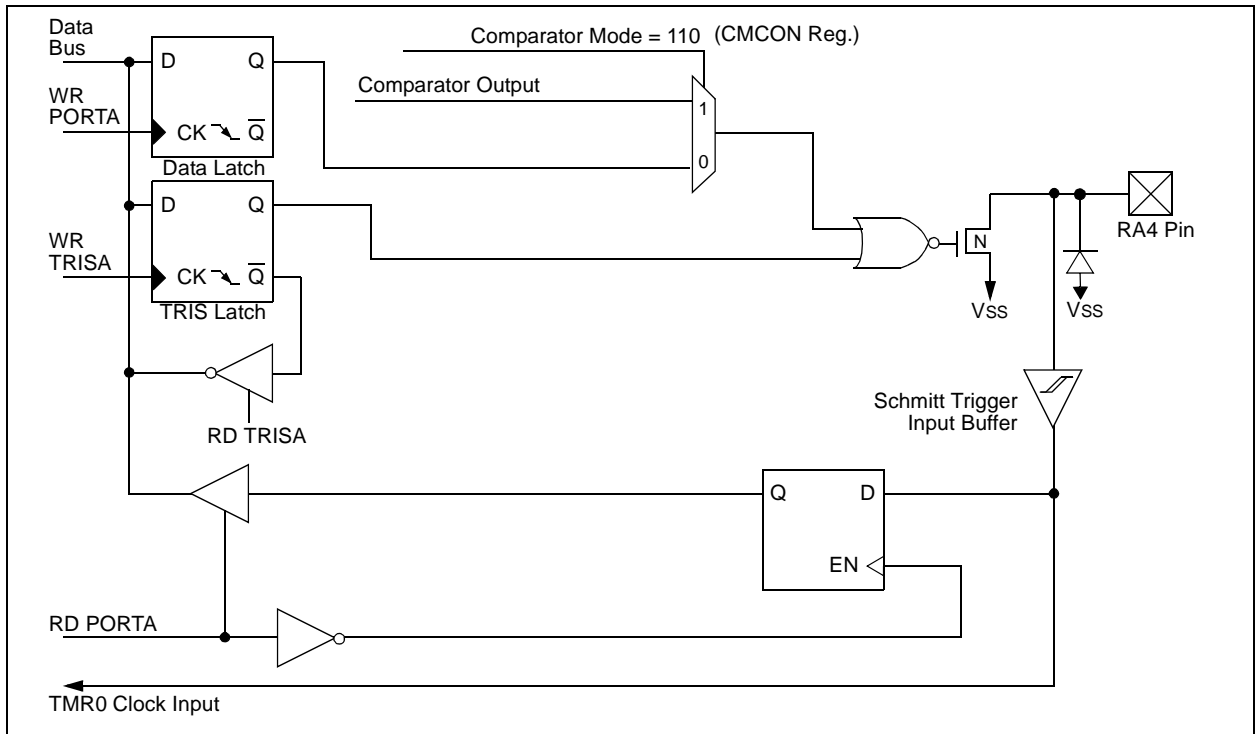 Data
Bus
Comparator Mode = 110 (CMCON Reg.)
D Q
Comparator Output
WR
PORTA
1
CK Q
0
Data Latch
D Q
RA4 Pin
WR
TRISA
N
CK Q
VSS
VSS
TRIS Latch
Schmitt Trigger
Input Buffer
RD TRISA
Q D
EN
RD PORTA
TMR0 Clock Input